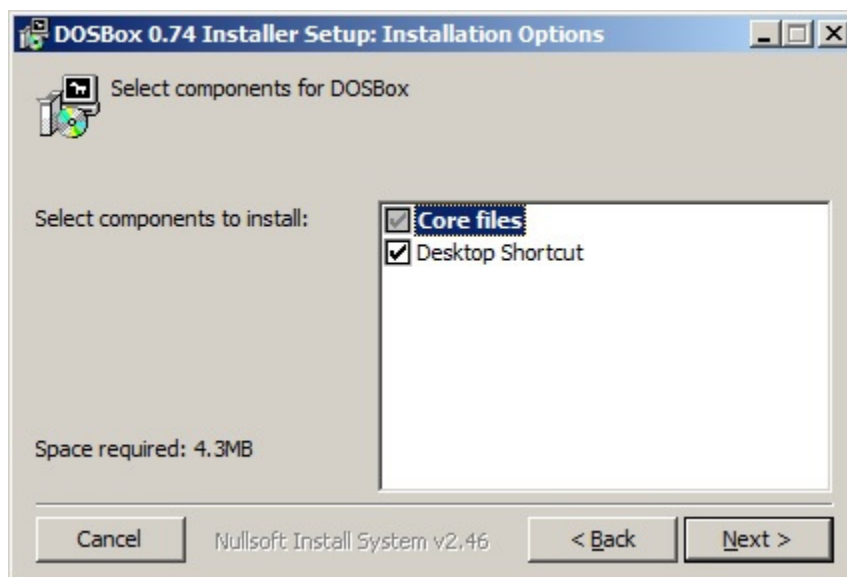 DOSBox 0.74 Installer Setup: Installation Options
Select components for DOSBox
Select components to install:
Core files
Desktop Shortcut
Space required: 4.3MB
Cancel
Nullsoft Install System v2.46
< Back
Next >